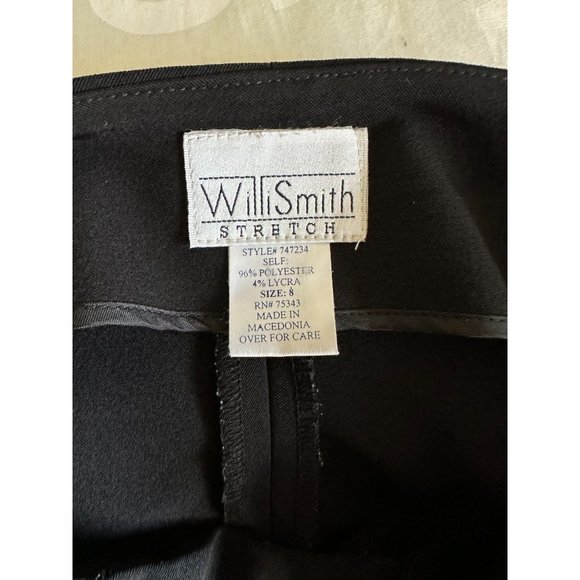 WilliSmith
STRETCH
STYLE# 747234
SELF:
96% POLYESTER
4% LYCRA
SIZE: 8
RN# 75343
MADE IN
MACEDONIA
OVER FOR CARE